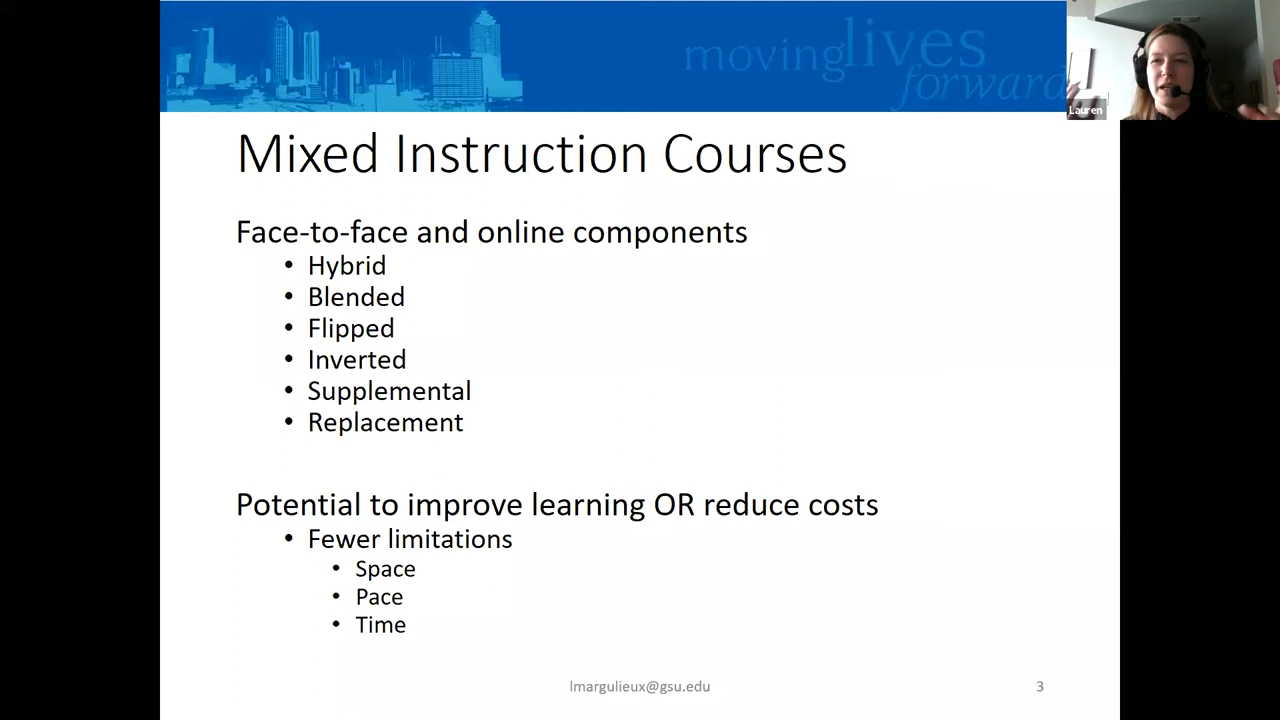 moving lives
forward
Lauren
Mixed Instruction Courses
Face-to-face and online components
• Hybrid
• Blended
• Flipped
• Inverted
• Supplemental
• Replacement
Potential to improve learning OR reduce costs
• Fewer limitations
• Space
• Pace
• Time
lmargulieux@gsu.edu
3